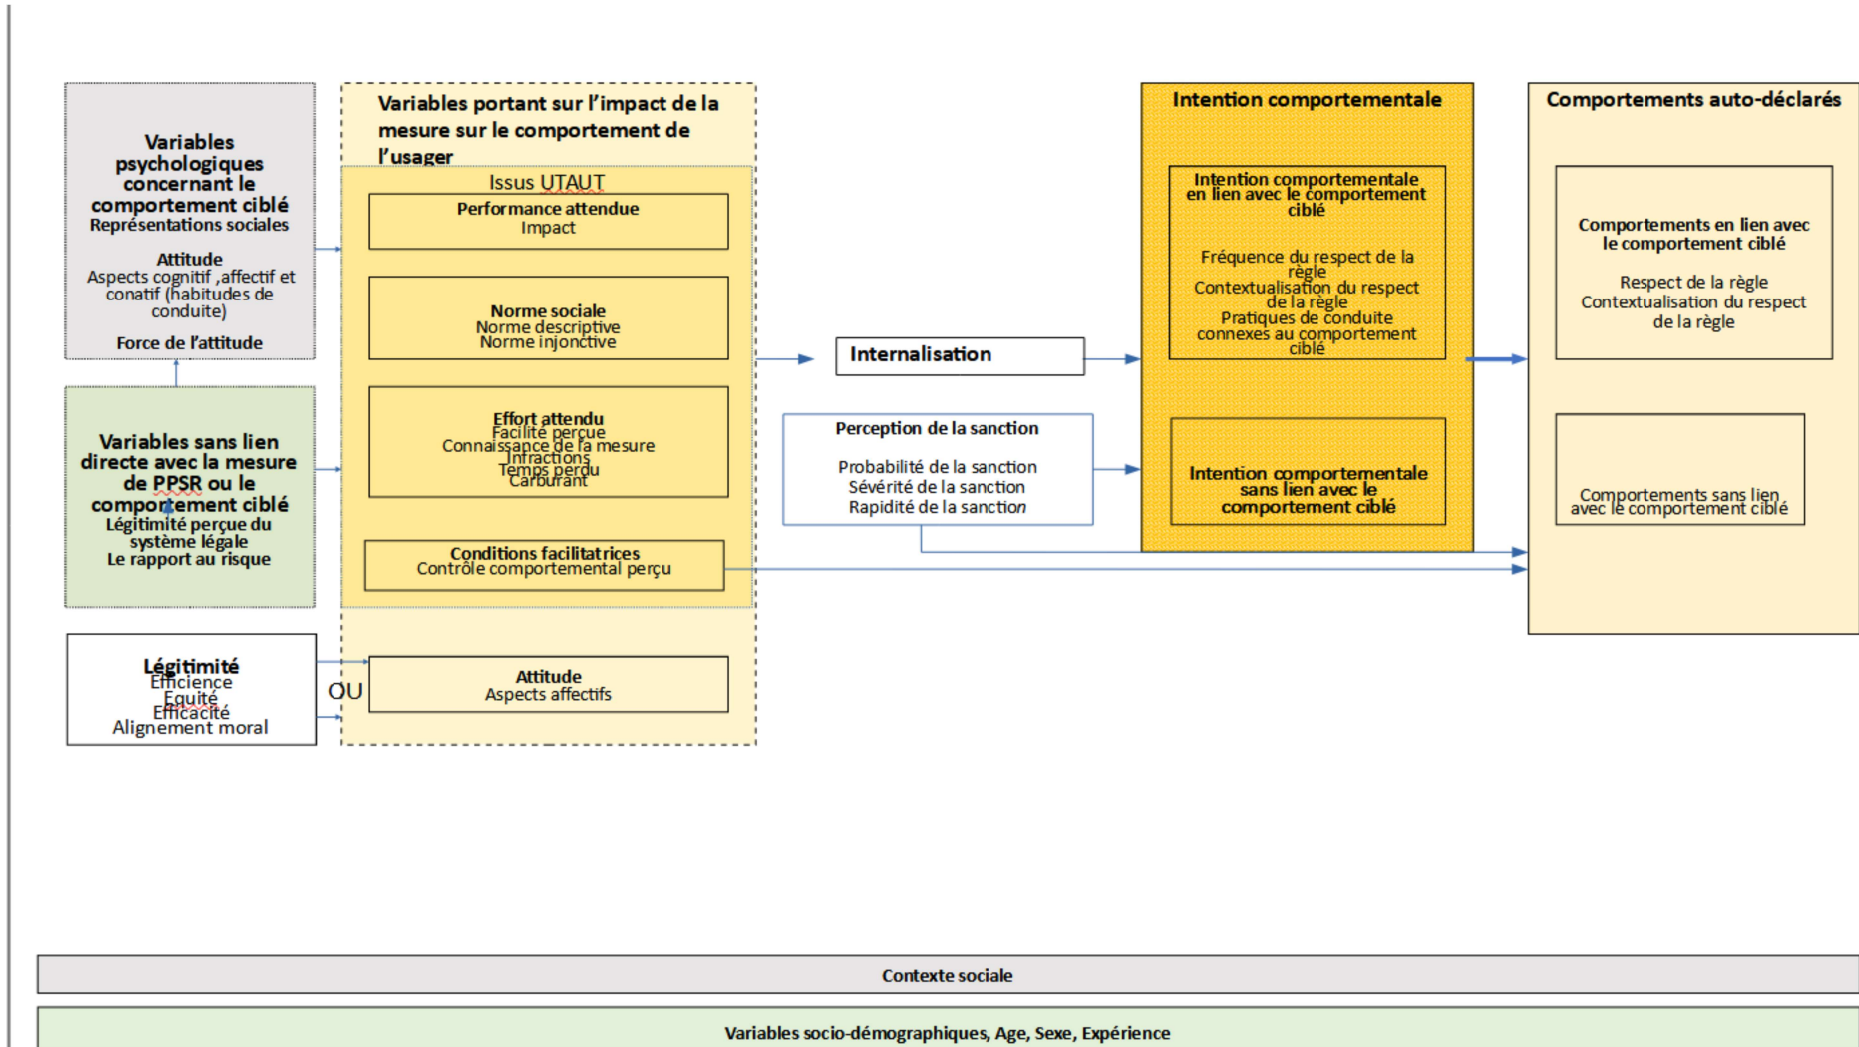 Variables
psychologiques
concernant le
comportement ciblé
Représentations sociales
Attitude
Aspects cognitif ,affectif et
conatif (habitudes de
conduite)
Force de l'attitude
Variables sans lien
directe avec la mesure
de PPSR ou le
comportement ciblé
Légitimité perçue du
système légale
Le rapport au risque
Légitimité
Efficience
Equité
Efficacité
Alignement moral
OU
Variables portant sur l'impact de la
mesure sur le comportement de
l'usager
Issus UTAUT
Performance attendue
Impact
Norme sociale
Norme descriptive
Norme injonctive
Effort attendu
Facilité perçue
Connaissance de la mesure
Infractions
Temps perdu
Carburant
Conditions facilitatrices
Contrôle comportemental perçu
Attitude
Aspects affectifs
Internalisation
Perception de la sanction
Probabilité de la sanction
Sévérité de la sanction
Rapidité de la sanction
Intention comportementale
Intention comportementale
en lien avec le comportement
ciblé
Fréquence du respect de la
règle
Contextualisation du respect
de la règle
Pratiques de conduite
connexes au comportement
ciblé
Intention comportementale
sans lien avec le
comportement ciblé
Comportements auto-déclarés
Comportements en lien avec
le comportement ciblé
Respect de la règle
Contextualisation du respect
de la règle
Comportements sans lien
avec le comportement ciblé
Contexte sociale
Variables socio-démographiques, Age, Sexe, Expérience